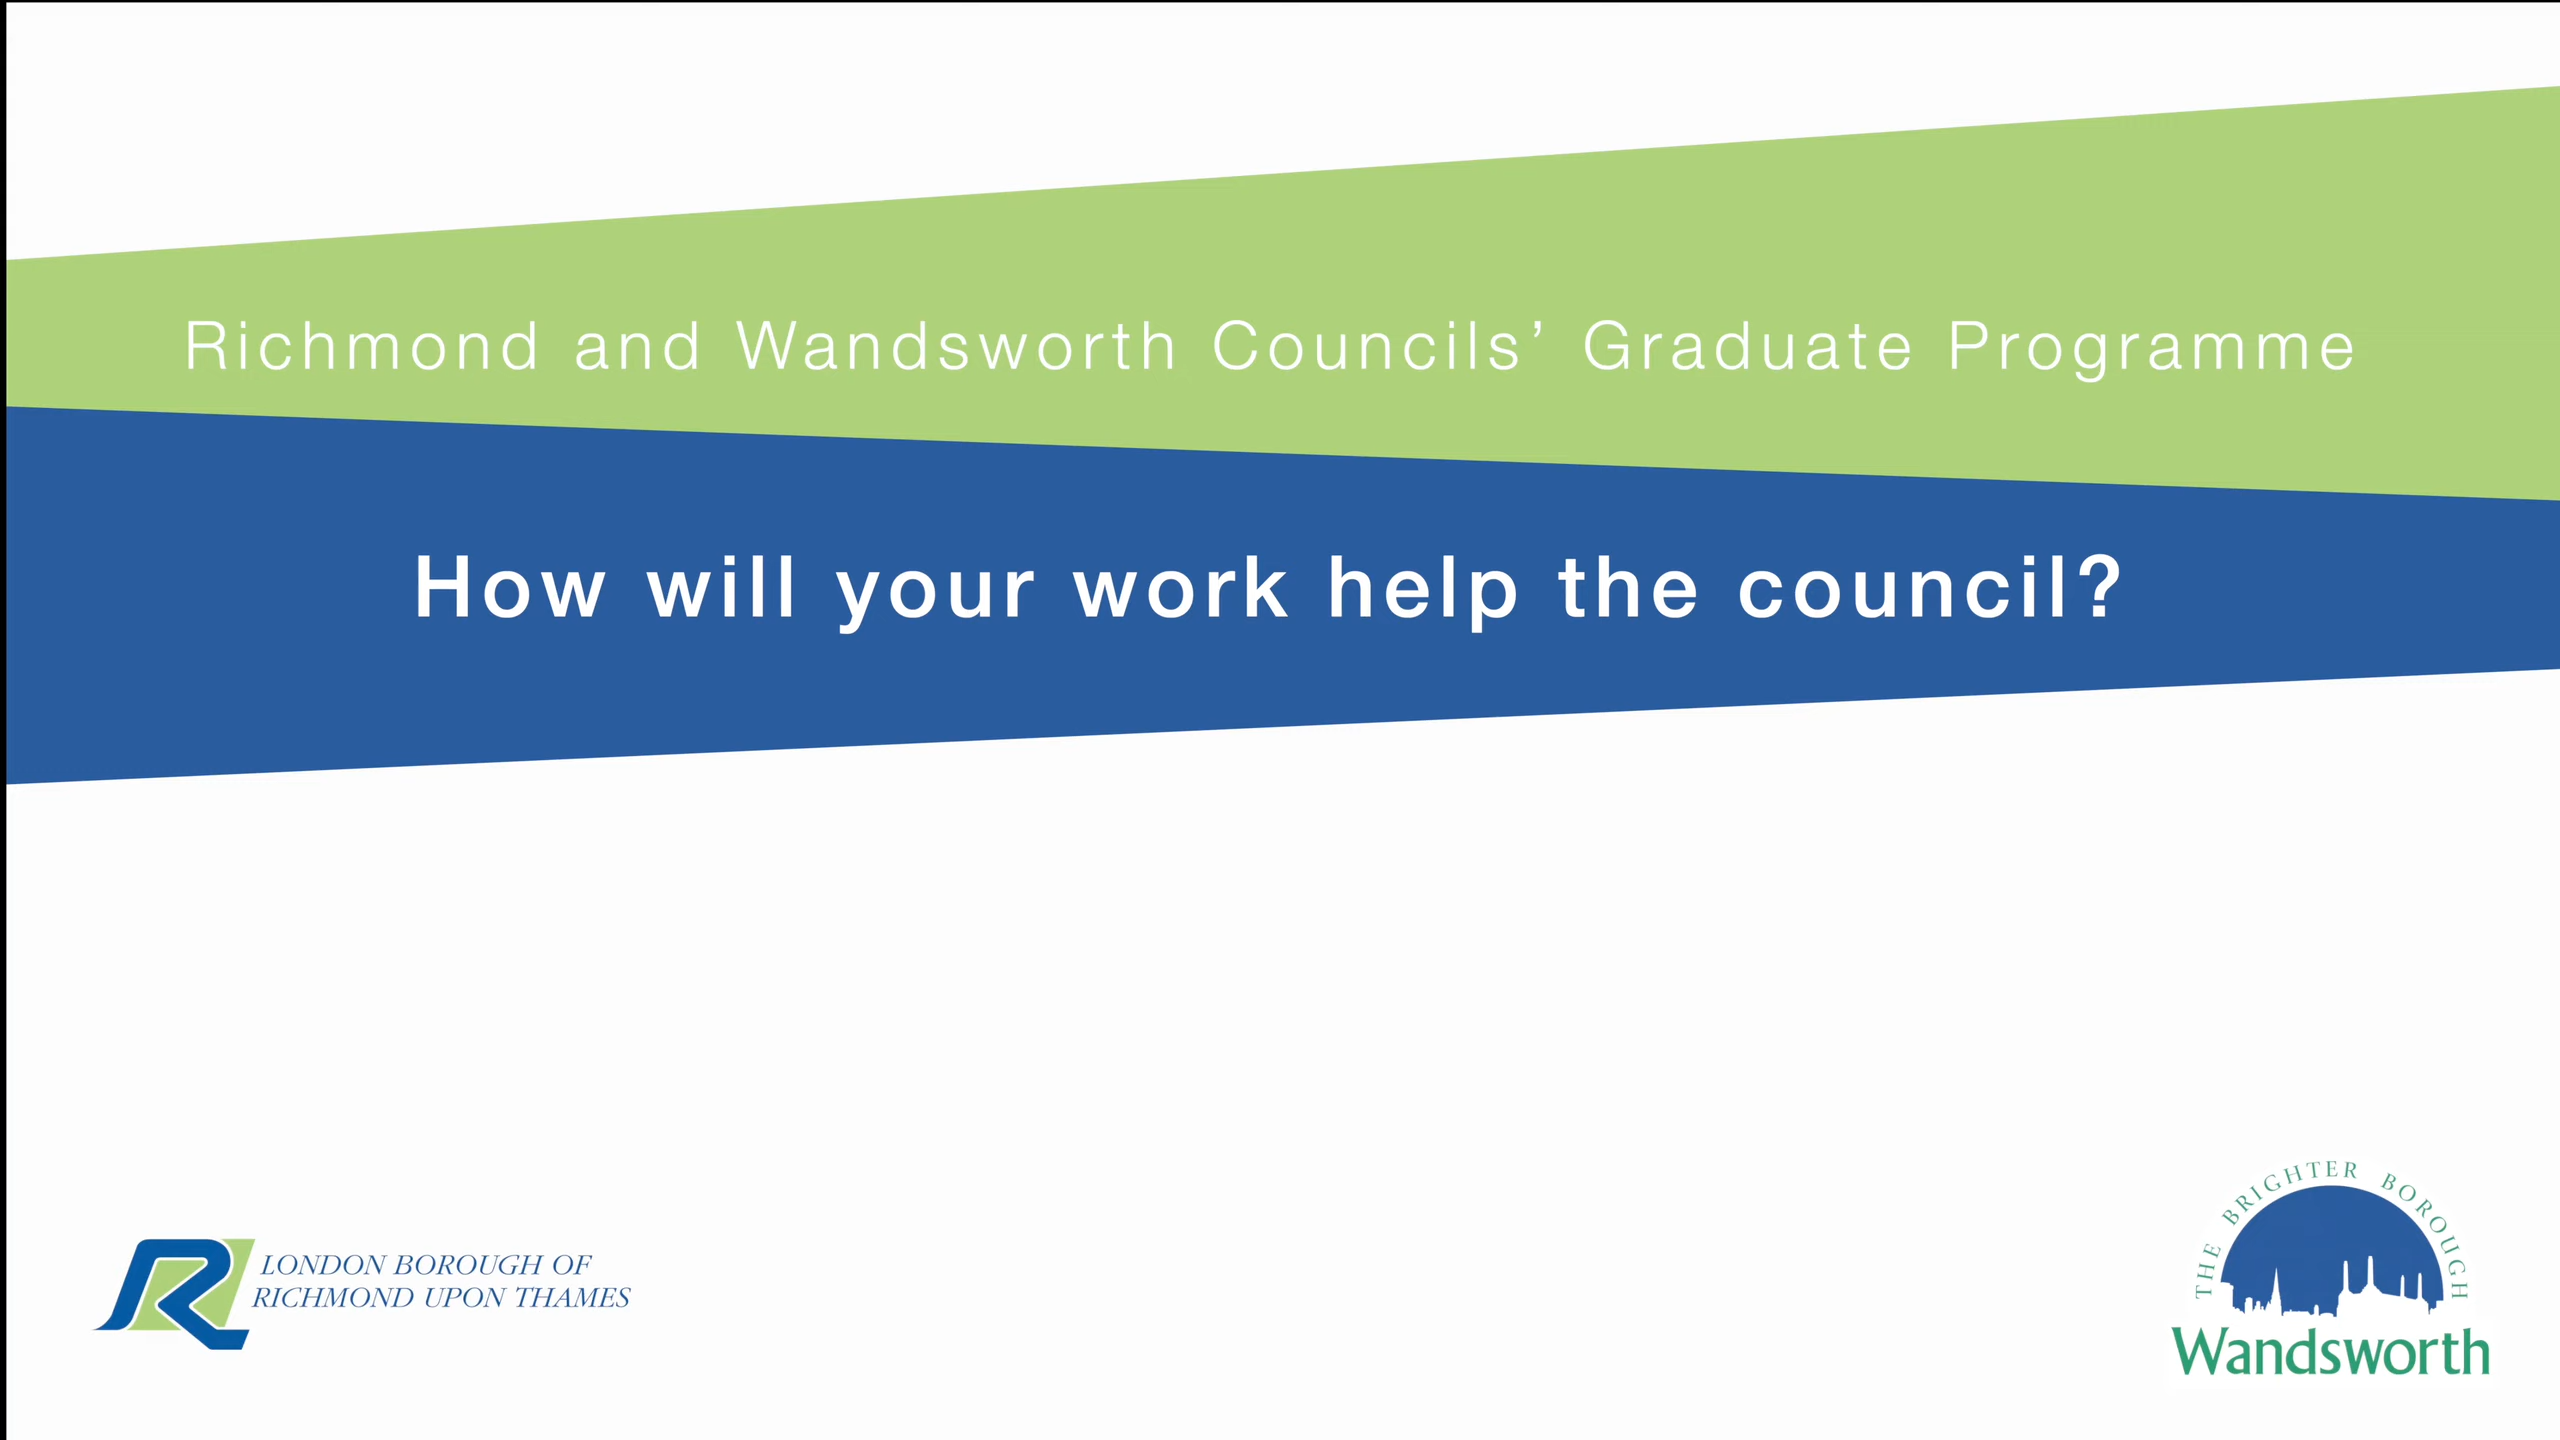 Richmond and Wandsworth Councils’ Graduate Programme
How will your work help the council?
LONDON BOROUGH OF
RICHMOND UPON THAMES
THE BRIGHTER BOROUGH
Wandsworth